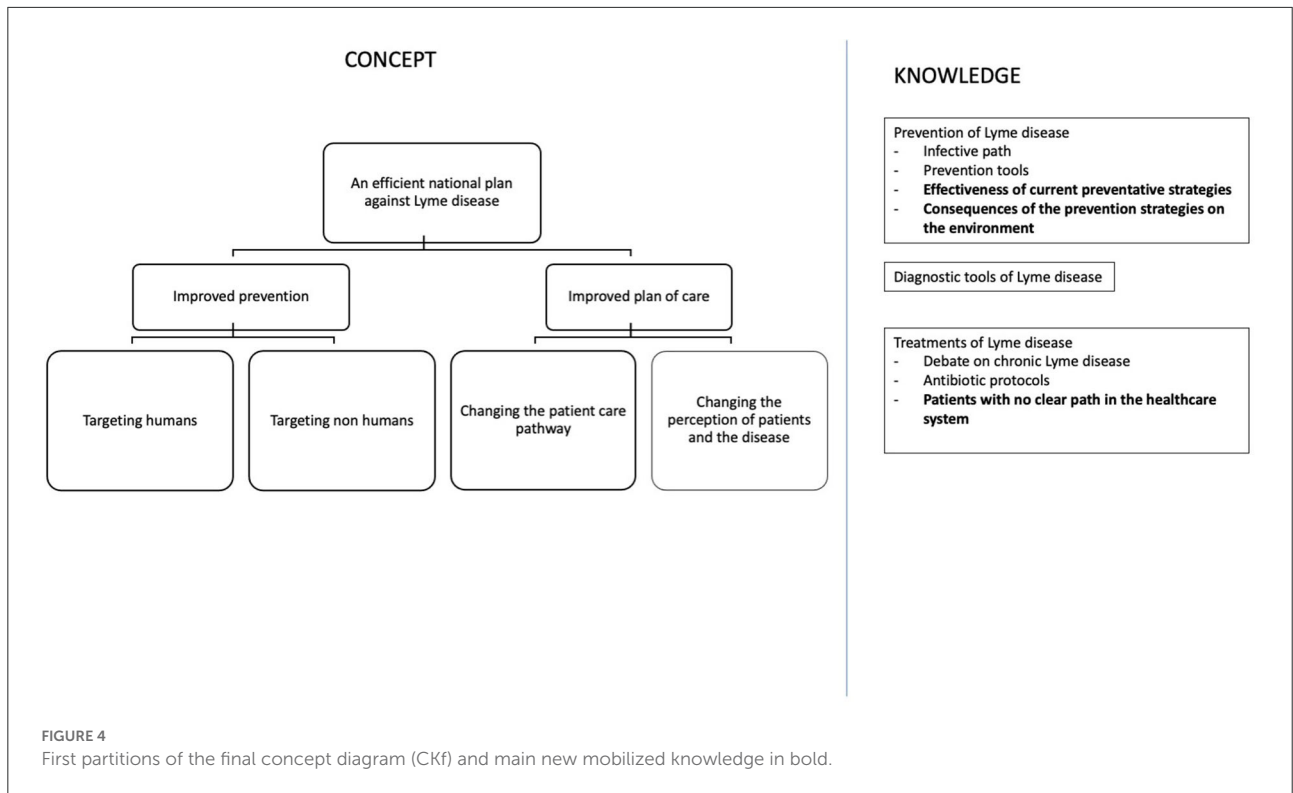 CONCEPT
An efficient national plan
against Lyme disease
Improved prevention
Improved plan of care
Targeting humans
Targeting non humans
Changing the patient care
pathway
Changing the
perception of patients
and the disease
KNOWLEDGE
Prevention of Lyme disease
- Infective path
- Prevention tools
- Effectiveness of current preventative strategies
- Consequences of the prevention strategies on
the environment
Diagnostic tools of Lyme disease
Treatments of Lyme disease
- Debate on chronic Lyme disease
- Antibiotic protocols
- Patients with no clear path in the healthcare
system
FIGURE 4
First partitions of the final concept diagram (CKf) and main new mobilized knowledge in bold.